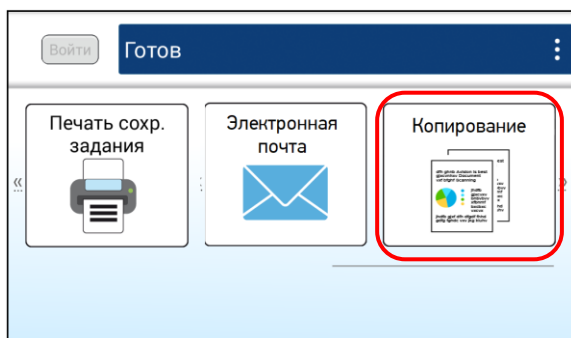 Войти
Готов
Печать сохр.
задания
Электронная
почта
Копирование